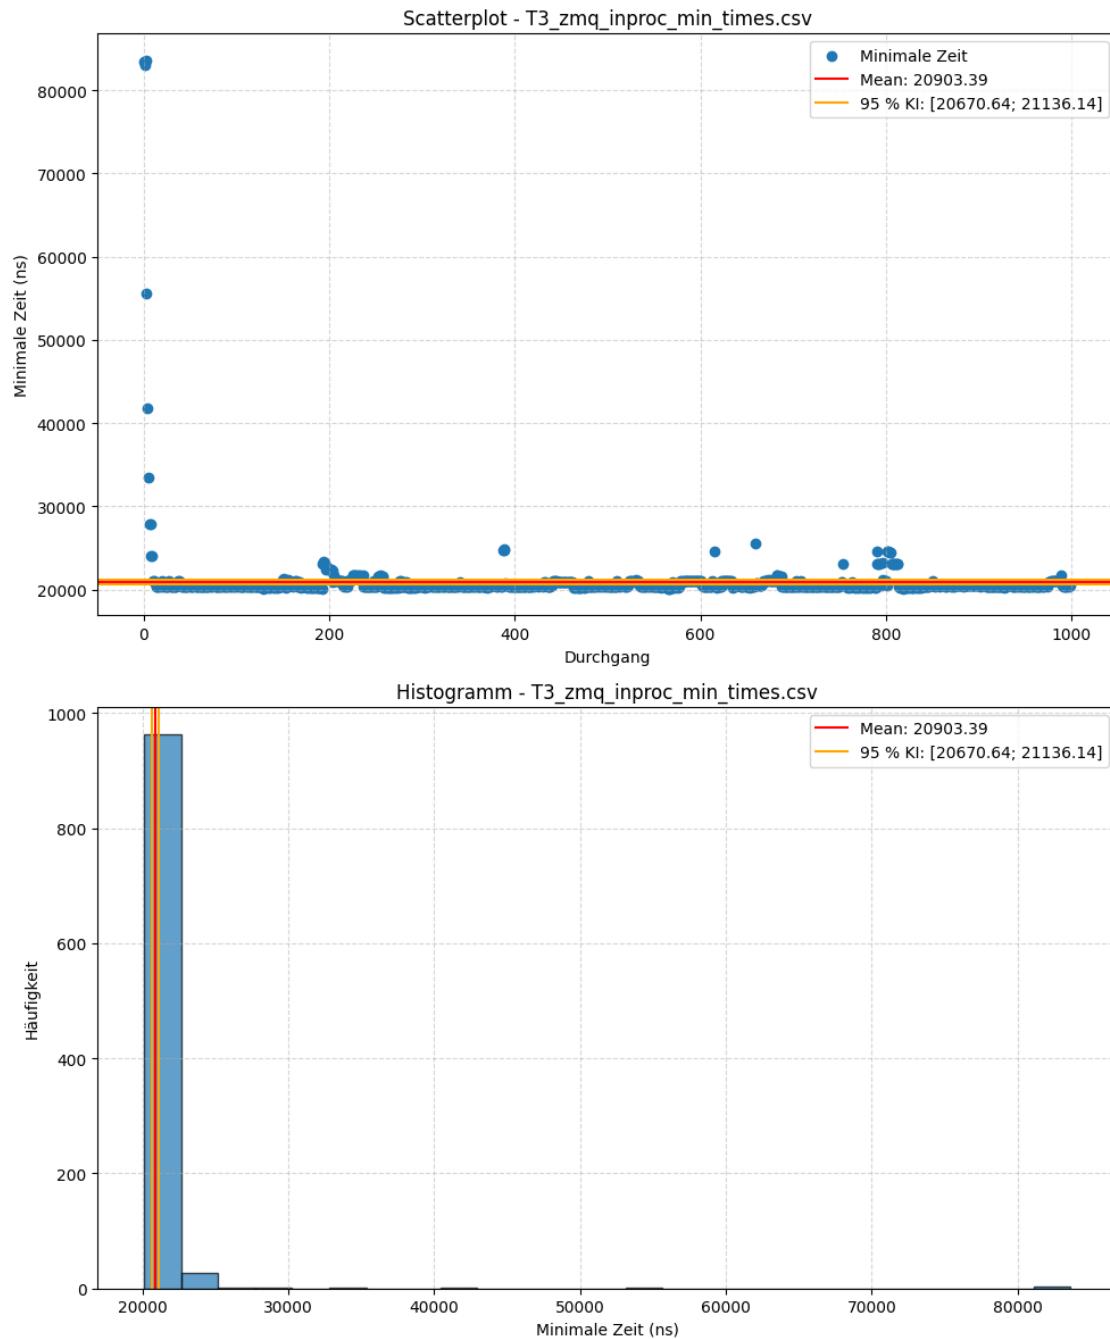 Scatterplot - T3_zmq_inproc_min_times.csv
Minimale Zeit
Mean: 20903.39
95 % KI: [20670.64; 21136.14]
80000
70000
60000
50000
40000
30000
20000
Minimale Zeit (ns)
0 200 400 600 800 1000
Durchgang
Histogramm - T3_zmq_inproc_min_times.csv
Mean: 20903.39
95 % KI: [20670.64; 21136.14]
1000
800
600
400
200
0
Häufigkeit
20000 30000 40000 50000 60000 70000 80000
Minimale Zeit (ns)